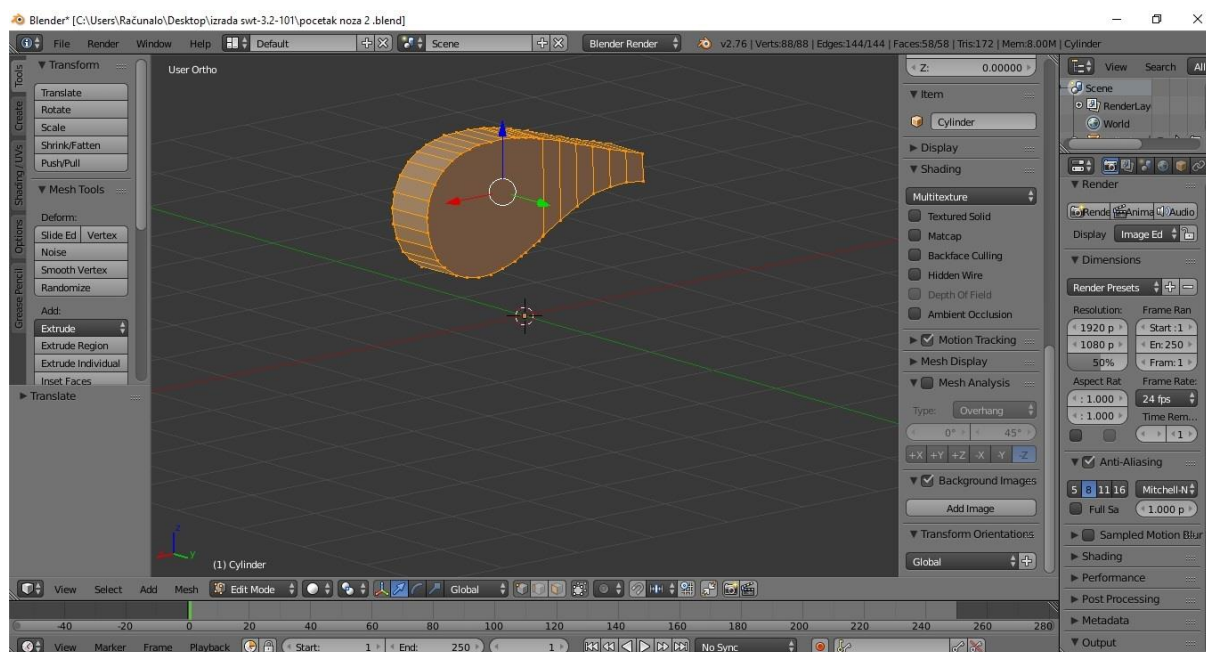 Blender* [C:\Users\Računalo\Desktop\izrada swt-3.2-101\pocetak noza 2 .blend]
File Render Window Help Default Scene Blender Render v2.76 | Verts:88/88 | Edges:144/144 | Faces:58/58 | Tris:172 | Mem:8.00M | Cylinder
Tools
Create
Shading / UVs
Options
Grease Pencil
Transform
Translate
Rotate
Scale
Shrink/Fatten
Push/Pull
Mesh Tools
Deform:
Slide Ed Vertex
Noise
Smooth Vertex
Randomize
Add:
Extrude
Extrude Region
Extrude Individual
Inset Faces
Translate
User Ortho
z
y
(1) Cylinder
Z: 0.00000
Item
Cylinder
Display
Shading
Multitexture
Textured Solid
Matcap
Backface Culling
Hidden Wire
Depth Of Field
Ambient Occlusion
Motion Tracking
Mesh Display
Mesh Analysis
Type: Overhang
0° 45°
+X +Y +Z -X -Y -Z
Background Images
Add Image
Transform Orientations
Global
View Search All
Scene
RenderLay
World
Render
Rende Anima Audio
Display Image Ed
Dimensions
Render Presets
Resolution: Frame Ran
1920 p Start :1
1080 p En: 250
50% Fram: 1
Aspect Rat Frame Rate:
: 1.000 24 fps
: 1.000 Time Rem...
1
Anti-Aliasing
5 8 11 16 Mitchell-N
Full Sa 1.000 p
Sampled Motion Blur
Shading
Performance
Post Processing
Metadata
Output
View Select Add Mesh Edit Mode Global
-40 -20 0 20 40 60 80 100 120 140 160 180 200 220 240 260 280
View Marker Frame Playback Start: 1 End: 250 1 No Sync